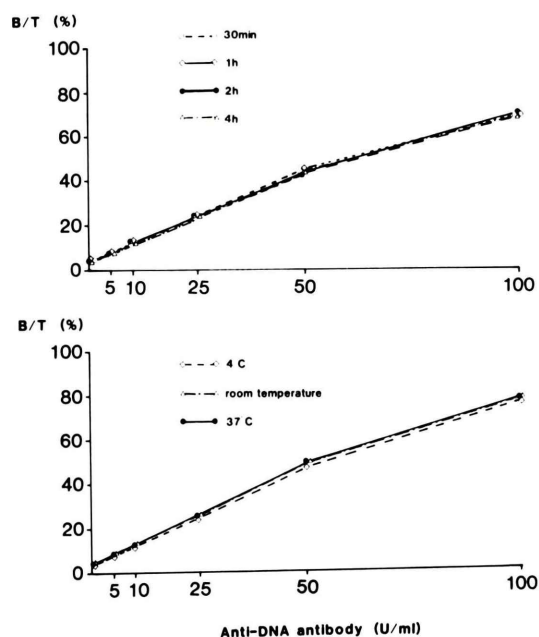 B/T (%)
30min
1h
2h
4h
100
80
60
40
20
0
5 10 25 50 100
B/T (%)
4 C
room temperature
37 C
100
80
60
40
20
0
5 10 25 50 100
Anti-DNA antibody (U/ml)